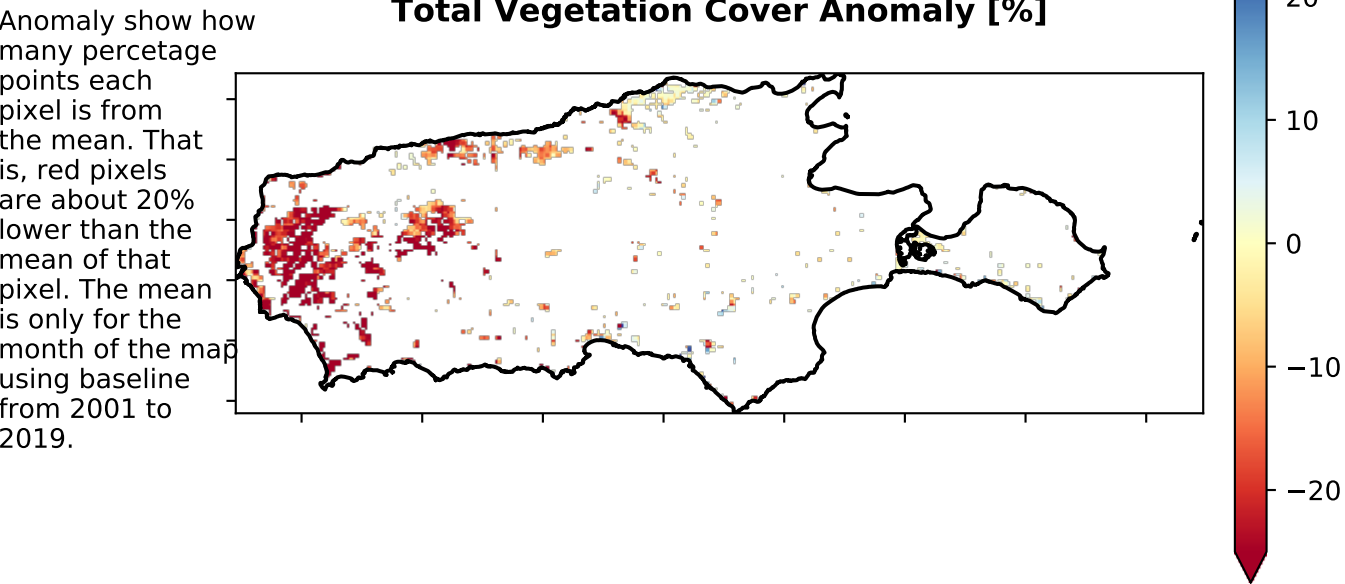 Total Vegetation Cover Anomaly [%]
Anomaly show how
many percetage
points each
pixel is from
the mean. That
is, red pixels
are about 20%
lower than the
mean of that
pixel. The mean
is only for the
month of the map
using baseline
from 2001 to
2019.
20
10
0
−10
−20